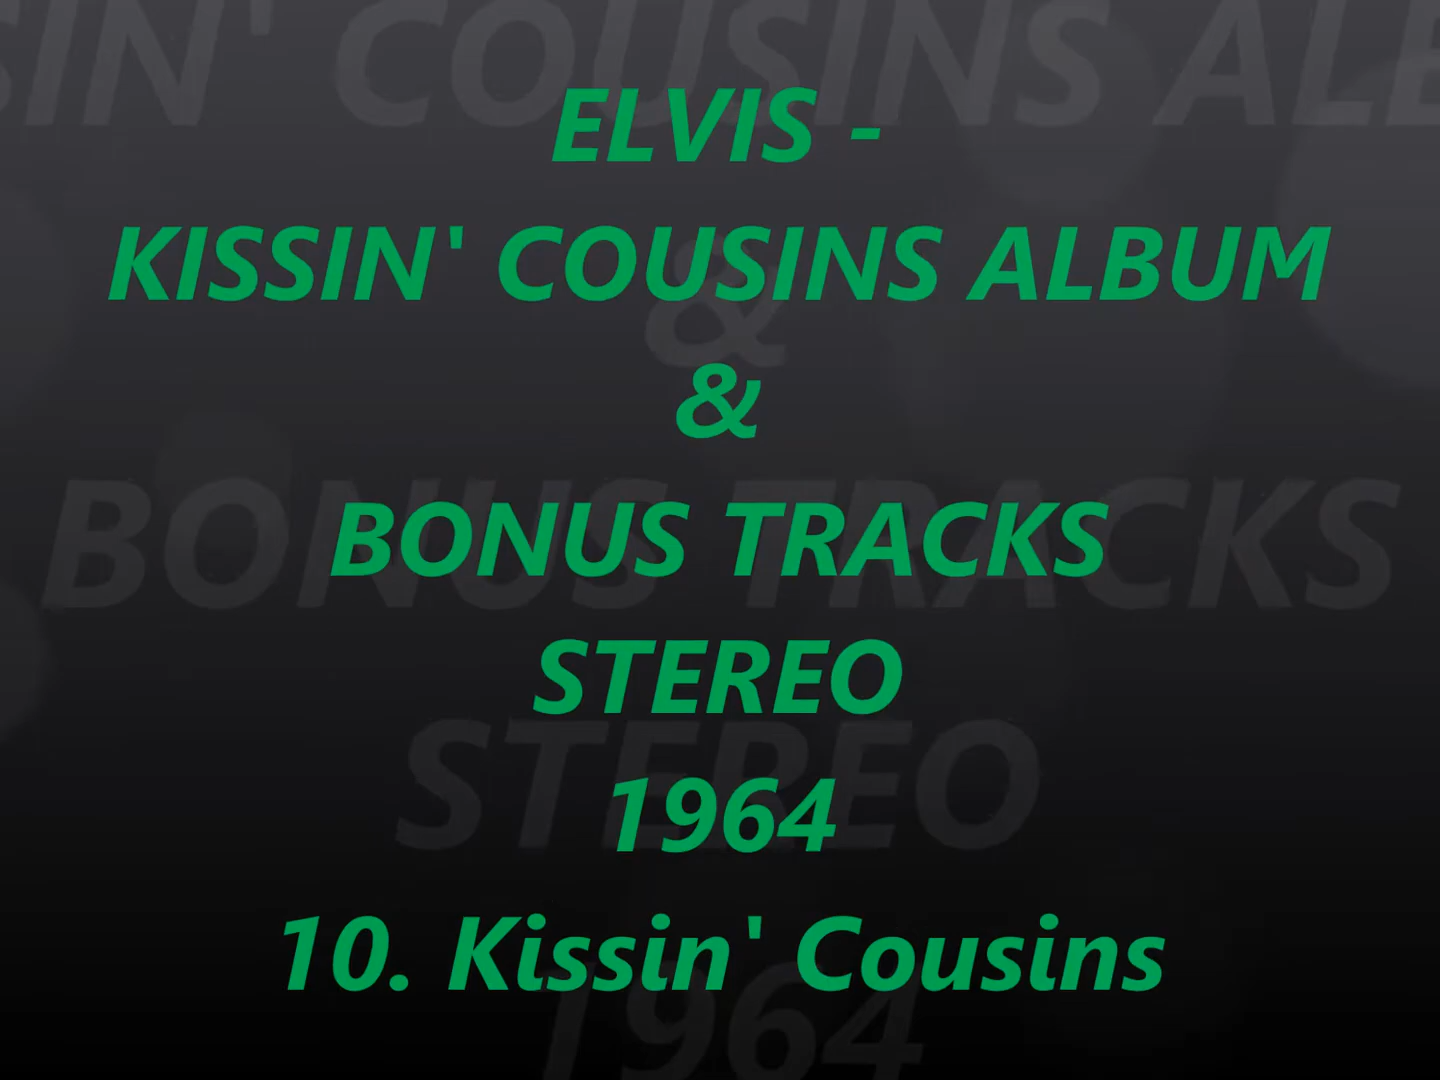 ELVIS -
KISSIN' COUSINS ALBUM
&
BONUS TRACKS
STEREO
1964
10. Kissin' Cousins